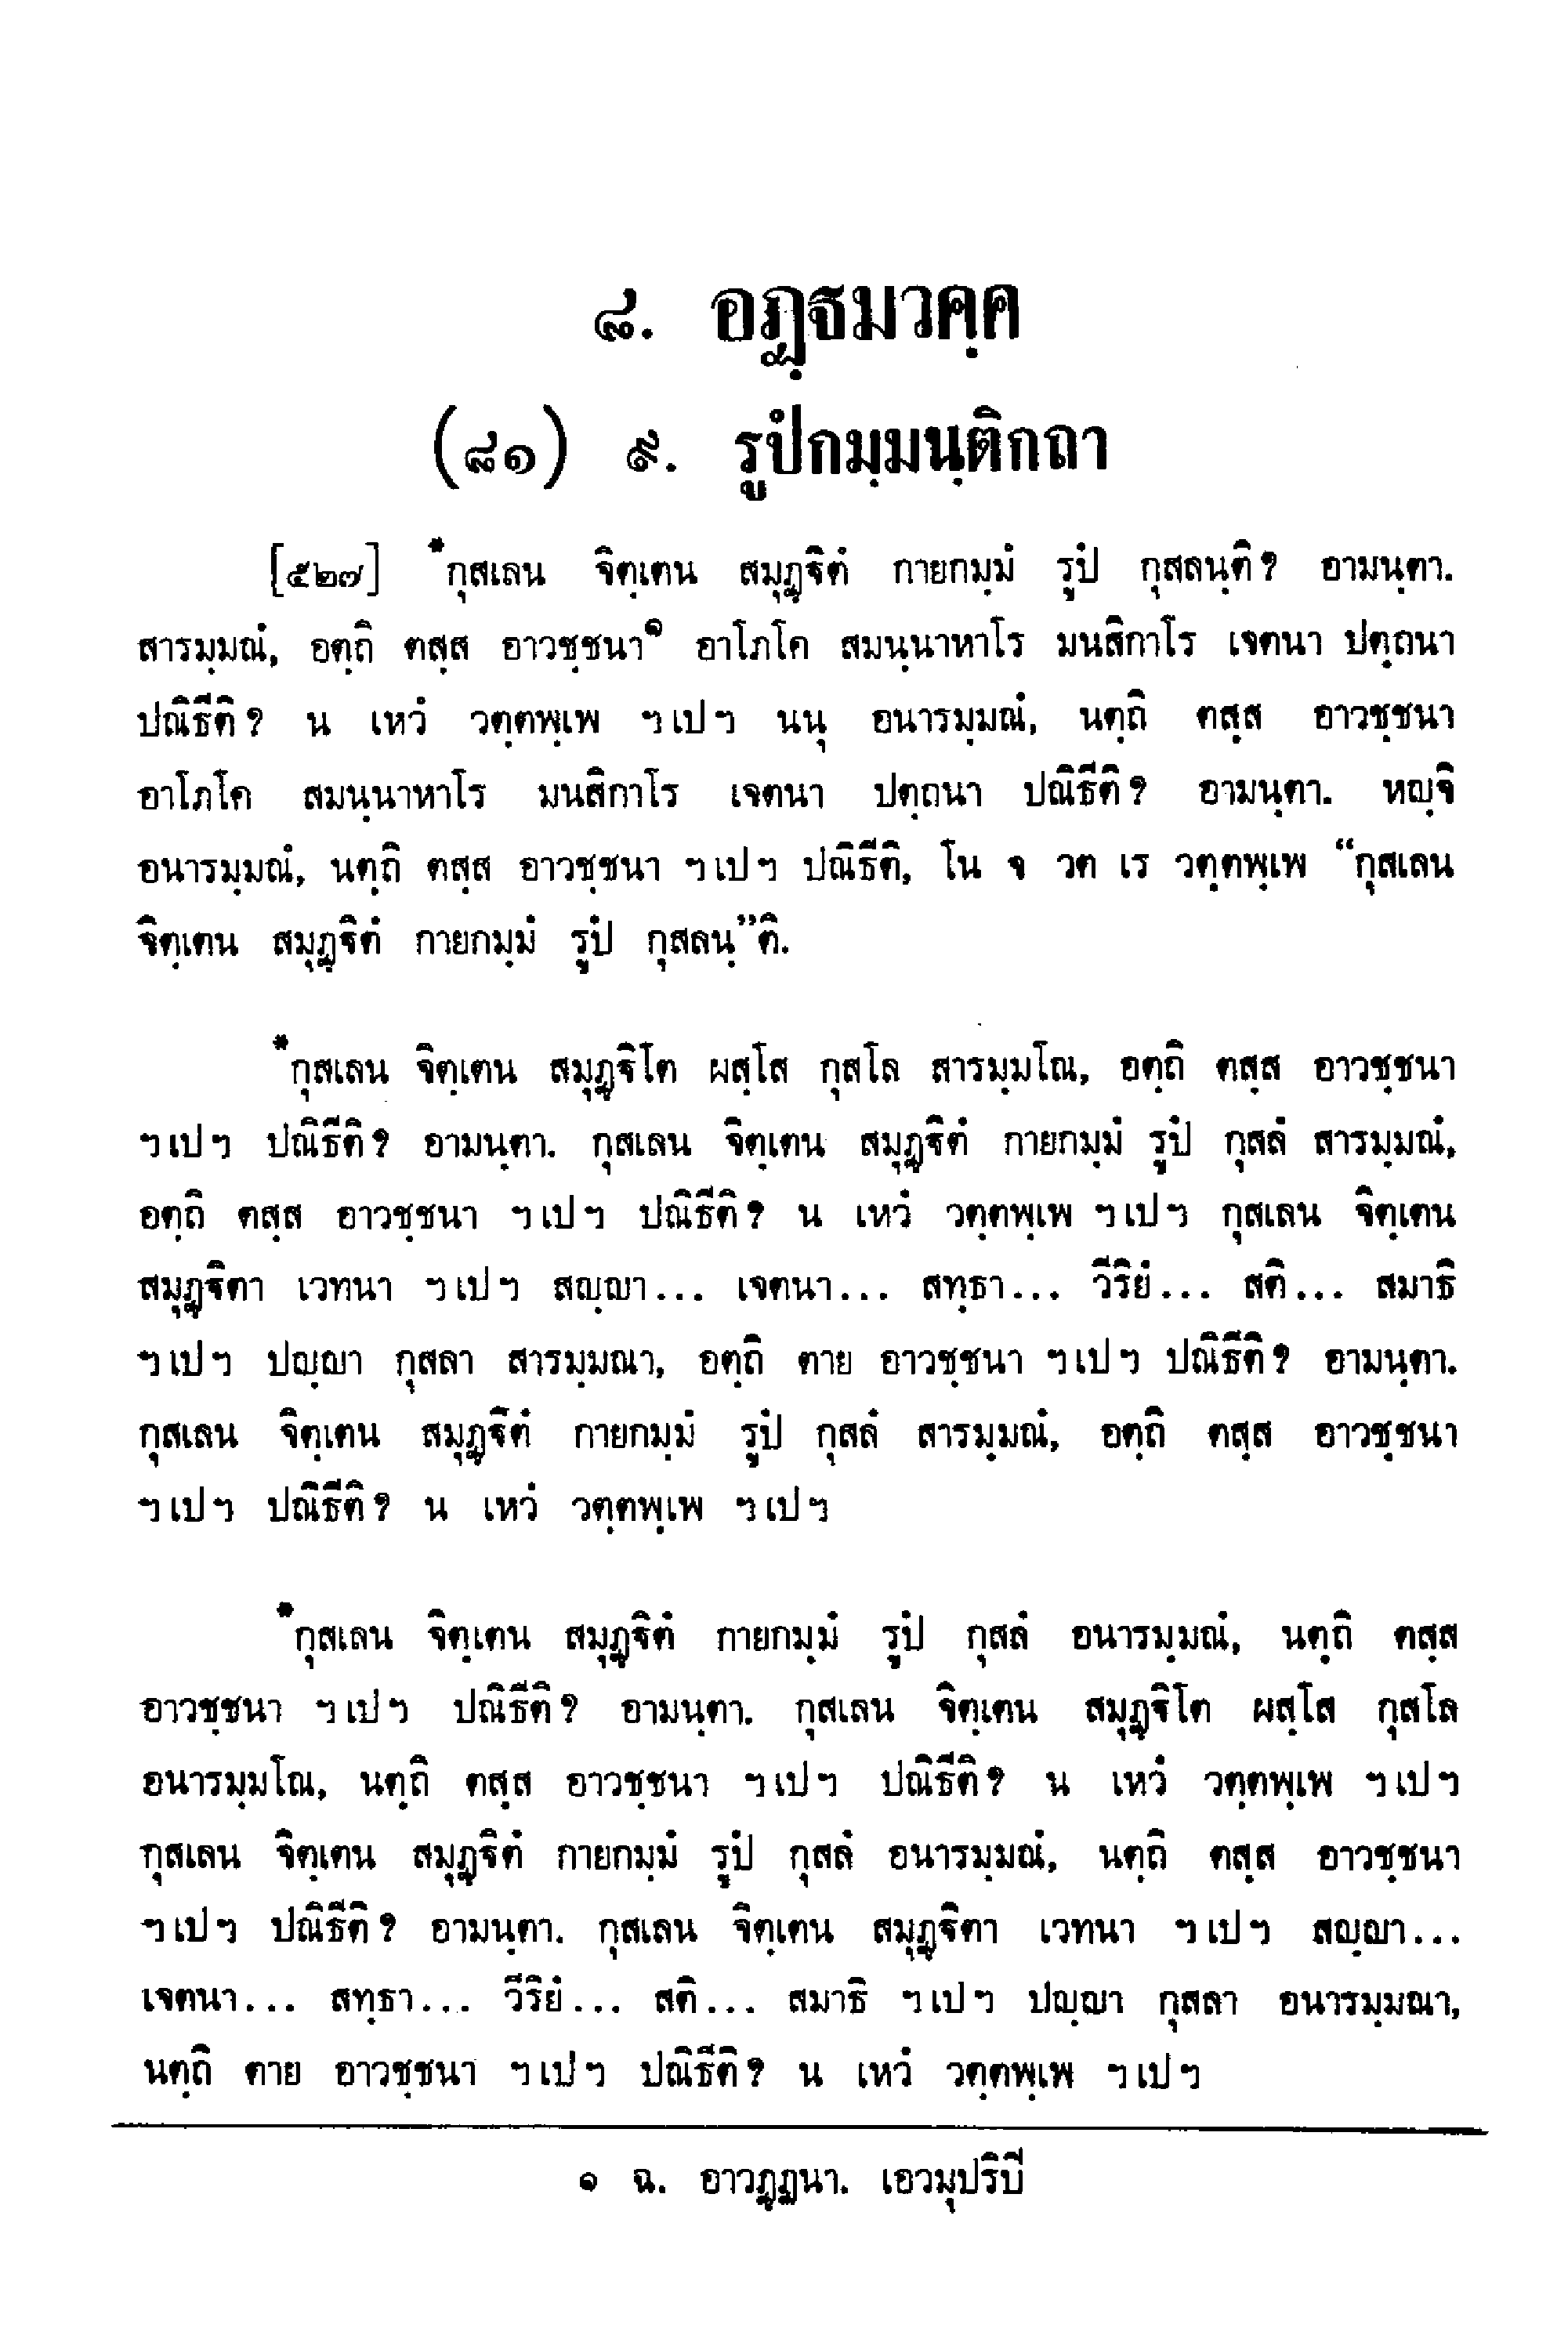 ๘. อฏฺฐมวคฺค
(๘๑) ๙. รูปํกมฺมนฺติกถา
[๕๒๗] *กุสเลน จิตฺเตน สมุฏฺฐิตํ กายกมฺมํ รูปํ กุสลนฺติ? อามนฺตา.
สารมฺมณํ, อตฺถิ ตสฺส อาวชฺชนา๑ อาโภโค สมนฺนาหาโร มนสิกาโร เจตนา ปตฺถนา
ปณิธีติ? น เหวํ วตฺตพฺเพ ฯเปฯ นนุ อนารมฺมณํ, นตฺถิ ตสฺส อาวชฺชนา
อาโภโค สมนฺนาหาโร มนสิกาโร เจตนา ปตฺถนา ปณิธีติ? อามนฺตา. หญฺจิ
อนารมฺมณํ, นตฺถิ ตสฺส อาวชฺชนา ฯเปฯ ปณิธีติ, โน จ วต เร วตฺตพฺเพ “กุสเลน
จิตฺเตน สมุฏฺฐิตํ กายกมฺมํ รูปํ กุสลนฺ”ติ.
*กุสเลน จิตฺเตน สมุฏฺฐิโต ผสฺโส กุสโล สารมฺมโณ, อตฺถิ ตสฺส อาวชฺชนา
ฯเปฯ ปณิธีติ? อามนฺตา. กุสเลน จิตฺเตน สมุฏฺฐิตํ กายกมฺมํ รูปํ กุสลํ สารมฺมณํ,
อตฺถิ ตสฺส อาวชฺชนา ฯเปฯ ปณิธีติ? น เหวํ วตฺตพฺเพ ฯเปฯ กุสเลน จิตฺเตน
สมุฏฺฐิตา เวทนา ฯเปฯ สญฺญา... เจตนา... สทฺธา... วีริยํ... สติ... สมาธิ
ฯเปฯ ปญฺญา กุสลา สารมฺมณา, อตฺถิ ตาย อาวชฺชนา ฯเปฯ ปณิธีติ? อามนฺตา.
กุสเลน จิตฺเตน สมุฏฺฐิตํ กายกมฺมํ รูปํ กุสลํ สารมฺมณํ, อตฺถิ ตสฺส อาวชฺชนา
ฯเปฯ ปณิธีติ? น เหวํ วตฺตพฺเพ ฯเปฯ
*กุสเลน จิตฺเตน สมุฏฺฐิตํ กายกมฺมํ รูปํ กุสลํ อนารมฺมณํ, นตฺถิ ตสฺส
อาวชฺชนา ฯเปฯ ปณิธีติ? อามนฺตา. กุสเลน จิตฺเตน สมุฏฺฐิโต ผสฺโส กุสโล
อนารมฺมโณ, นตฺถิ ตสฺส อาวชฺชนา ฯเปฯ ปณิธีติ? น เหวํ วตฺตพฺเพ ฯเปฯ
กุสเลน จิตฺเตน สมุฏฺฐิตํ กายกมฺมํ รูปํ กุสลํ อนารมฺมณํ, นตฺถิ ตสฺส อาวชฺชนา
ฯเปฯ ปณิธีติ? อามนฺตา. กุสเลน จิตฺเตน สมุฏฺฐิตา เวทนา ฯเปฯ สญฺญา...
เจตนา... สทฺธา... วีริยํ... สติ... สมาธิ ฯเปฯ ปญฺญา กุสลา อนารมฺมณา,
นตฺถิ ตาย อาวชฺชนา ฯเปฯ ปณิธีติ? น เหวํ วตฺตพฺเพ ฯเปฯ
๑ ฉ. อาวฏฺฏนา. เอวมุปริปี